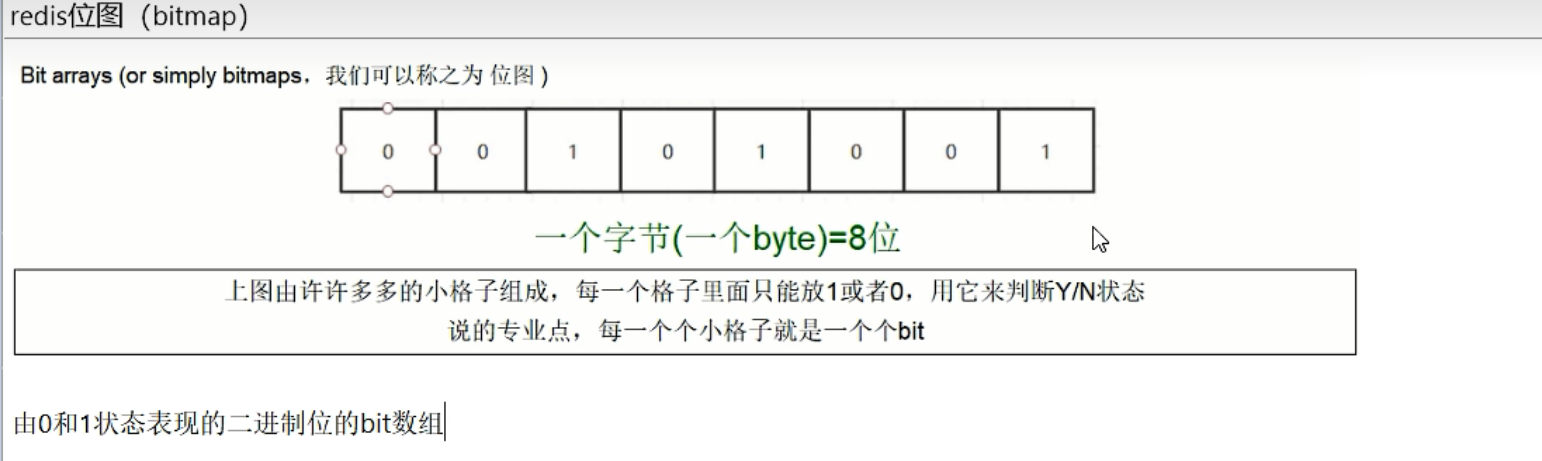 redis位图（bitmap）
Bit arrays (or simply bitmaps，我们可以称之为 位图 )
0 0 1 0 1 0 0 1
一个字节(一个byte)=8位
上图由许许多多的小格子组成，每一个格子里面只能放1或者0，用它来判断Y/N状态
说的专业点，每一个个小格子就是一个个bit
由0和1状态表现的二进制位的bit数组